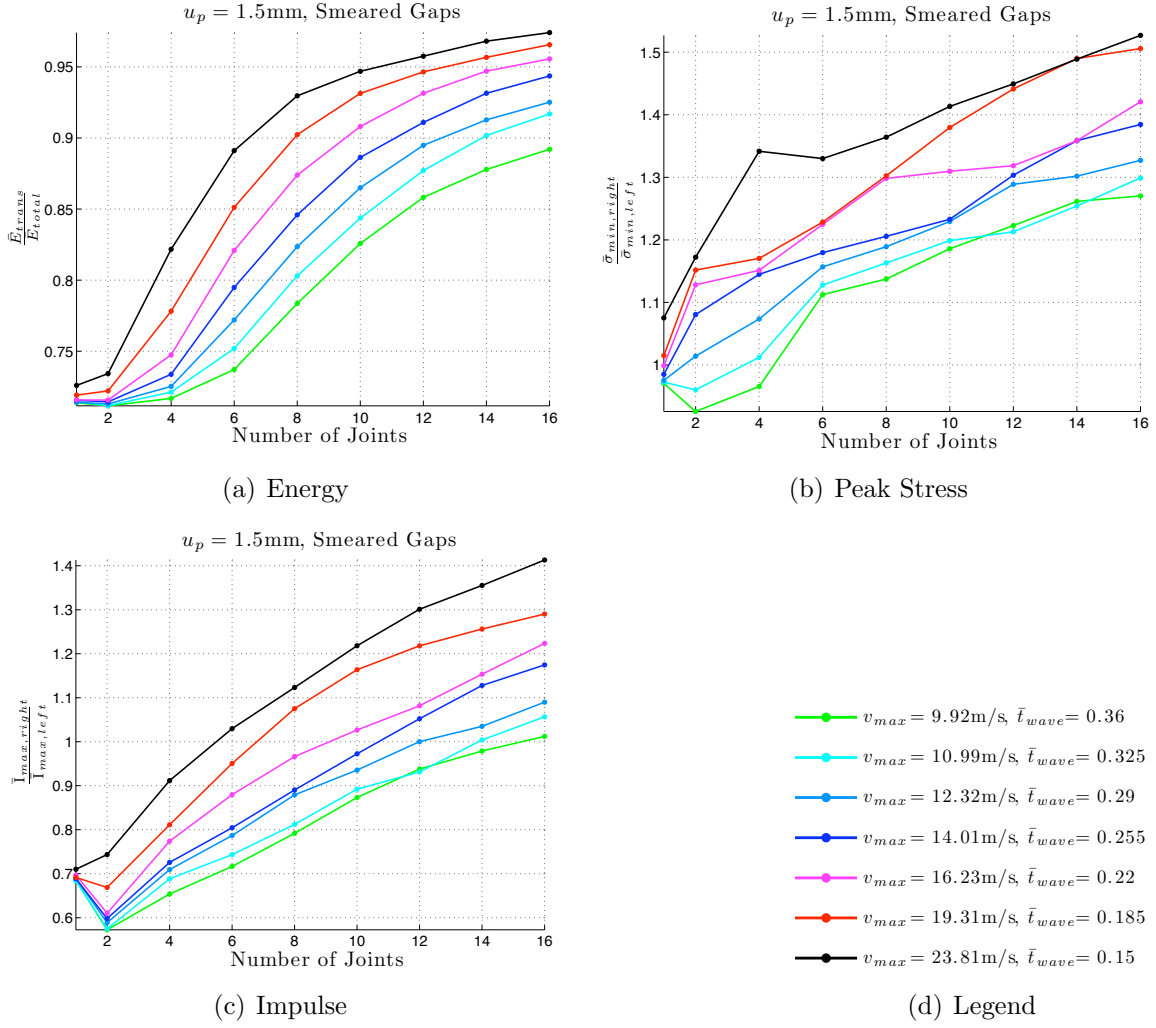 u_p = 1.5mm, Smeared Gaps
0.95
0.9
0.85
0.8
0.75
Ē_trans
Ē_total
2 4 6 8 10 12 14 16
Number of Joints
(a) Energy
u_p = 1.5mm, Smeared Gaps
1.5
1.4
1.3
1.2
1.1
1
σ̄_min,right
σ̄_min,left
2 4 6 8 10 12 14 16
Number of Joints
(b) Peak Stress
u_p = 1.5mm, Smeared Gaps
1.4
1.3
1.2
1.1
1
0.9
0.8
0.7
0.6
Ī_max,right
Ī_max,left
2 4 6 8 10 12 14 16
Number of Joints
(c) Impulse
v_max = 9.92m/s, t̄_wave = 0.36
v_max = 10.99m/s, t̄_wave = 0.325
v_max = 12.32m/s, t̄_wave = 0.29
v_max = 14.01m/s, t̄_wave = 0.255
v_max = 16.23m/s, t̄_wave = 0.22
v_max = 19.31m/s, t̄_wave = 0.185
v_max = 23.81m/s, t̄_wave = 0.15
(d) Legend